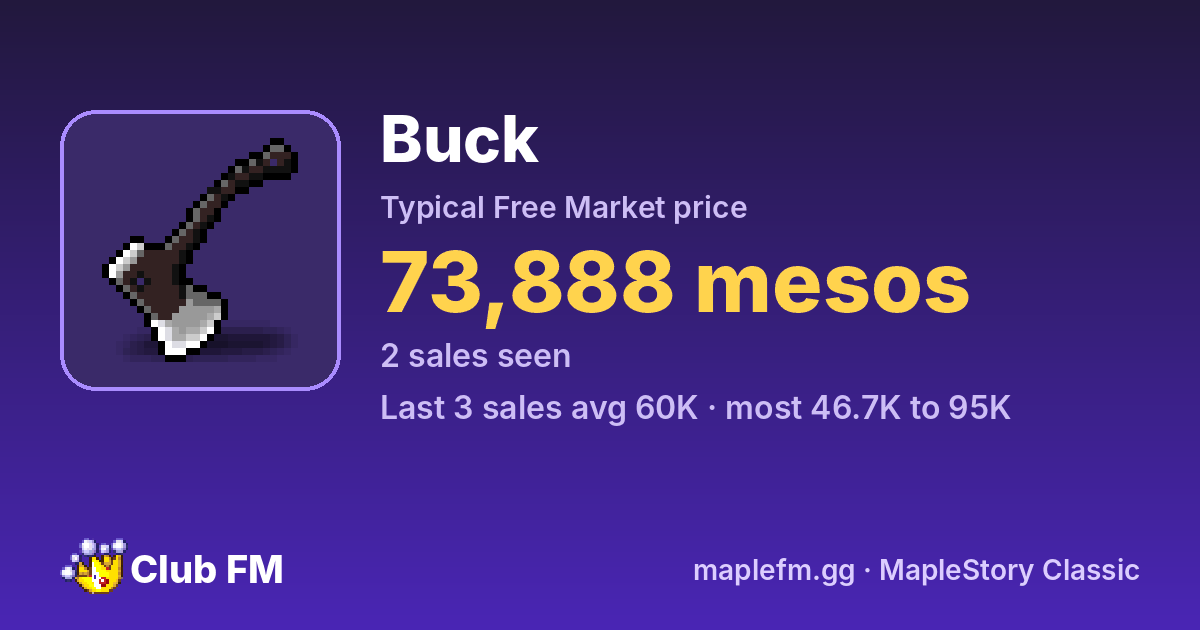 Buck
Typical Free Market price
73,888 mesos
2 sales seen
Last 3 sales avg 60K · most 46.7K to 95K
Club FM
maplefm.gg · MapleStory Classic